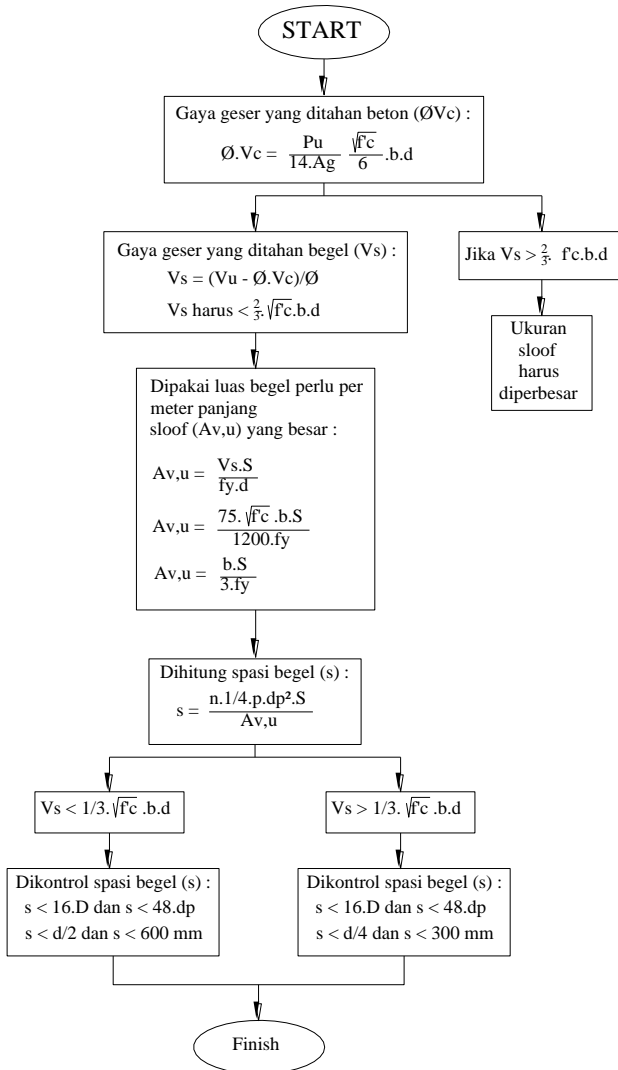 START
Gaya geser yang ditahan beton (ØVc) :
Ø.Vc = Pu/14.Ag √f'c/6 .b.d
Gaya geser yang ditahan begel (Vs) :
Vs = (Vu - Ø.Vc)/Ø
Vs harus < 2/3.√f'c.b.d
Jika Vs > 2/3. f'c.b.d
Ukuran
sloof
harus
diperbesar
Dipakai luas begel perlu per
meter panjang
sloof (Av,u) yang besar :
Av,u = Vs.S/fy.d
Av,u = 75. √f'c .b.S/1200.fy
Av,u = b.S/3.fy
Dihitung spasi begel (s) :
s = n.1/4.p.dp².S/Av,u
Vs < 1/3. √f'c .b.d
Vs > 1/3. √f'c .b.d
Dikontrol spasi begel (s) :
s < 16.D dan s < 48.dp
s < d/2 dan s < 600 mm
Dikontrol spasi begel (s) :
s < 16.D dan s < 48.dp
s < d/4 dan s < 300 mm
Finish